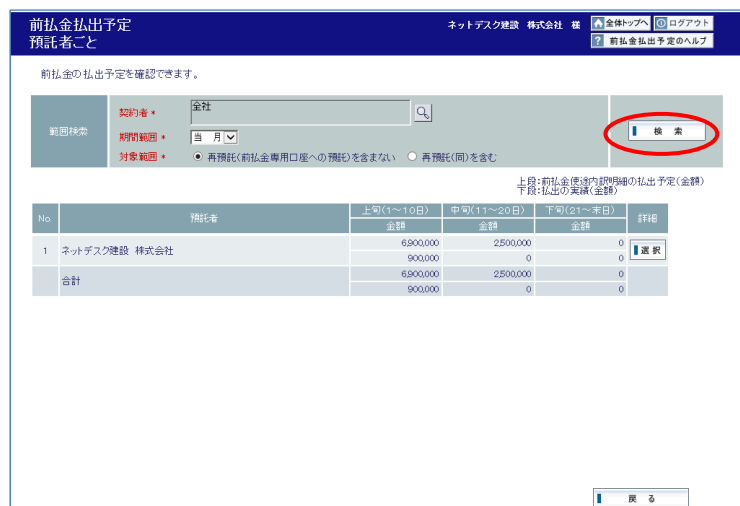 前払金払出予定
預託者ごと
ネットデスク建設 株式会社 様
全体トップへ
ログアウト
? 前払金払出予定のヘルプ
前払金の払出予定を確認できます。
範囲検索
契約者 *
全社
期間範囲 *
当 月
対象範囲 *
再預託(前払金専用口座への預託)を含まない
再預託(同)を含む
検 索
上段:前払金使途内訳明細の払出予定(金額)
下段:払出の実績(金額)
No. 預託者 上旬(1~10日) 中旬(11~20日) 下旬(21~末日) 詳細
金額 金額 金額
1 ネットデスク建設 株式会社 6,900,000 2,500,000 0 選 択
900,000 0 0
合計 6,900,000 2,500,000 0
900,000 0 0
戻 る